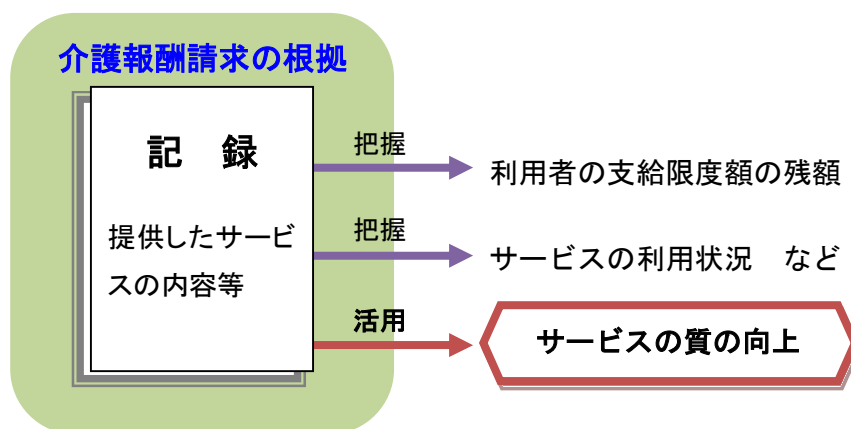 介護報酬請求の根拠
記　録
提供したサービ
スの内容等
把握
利用者の支給限度額の残額
把握
サービスの利用状況　など
活用
サービスの質の向上